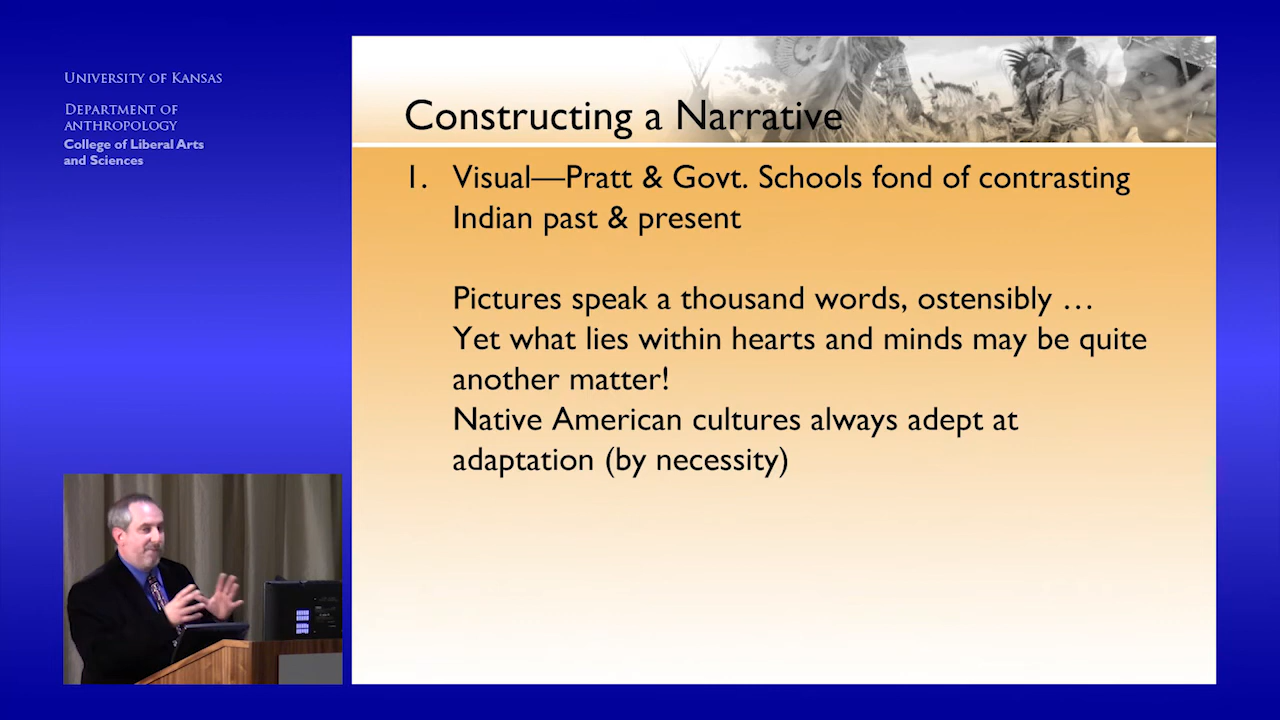 UNIVERSITY OF KANSAS
DEPARTMENT OF
ANTHROPOLOGY
College of Liberal Arts
and Sciences
Constructing a Narrative
1. Visual—Pratt & Govt. Schools fond of contrasting
Indian past & present
Pictures speak a thousand words, ostensibly …
Yet what lies within hearts and minds may be quite
another matter!
Native American cultures always adept at
adaptation (by necessity)